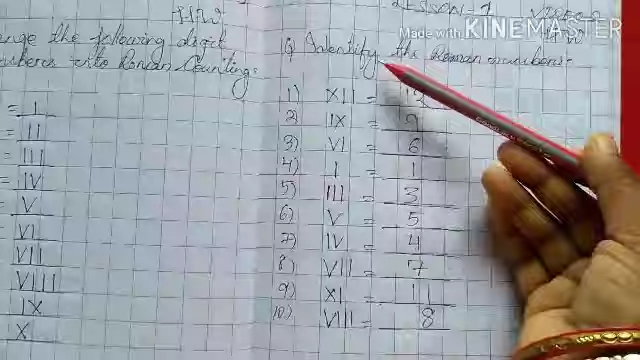 H.W.
the following digit
into Roman Counting.
= I
= II
= III
= IV
= V
= VI
VII
VIII
IX
X
LESSON-7
Made with KINEMASTER
Q Identify the Roman numbers.
1) XII = 12
2) IX = 9
3) VI = 6
4) I = 1
5) III = 3
6) V = 5
7) IV = 4
8) VII = 7
9) XI = 11
10) VIII = 8